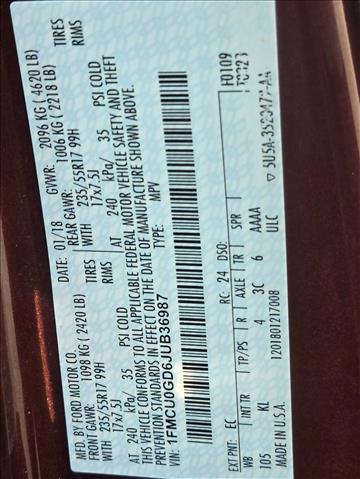 MFD. BY FORD MOTOR CO.
DATE: 01/18 GVWR: 2096 KG ( 4620 LB)
FRONT GAWR: 1098 KG ( 2420 LB) REAR GAWR: 1006 KG ( 2218 LB)
WITH TIRES WITH TIRES
235/55R17 99H 235/55R17 99H
17x7.5J RIMS 17x7.5J RIMS
AT 240 kPa/ 35 PSI COLD AT 240 kPa/ 35 PSI COLD
THIS VEHICLE CONFORMS TO ALL APPLICABLE FEDERAL MOTOR VEHICLE SAFETY AND THEFT
PREVENTION STANDARDS IN EFFECT ON THE DATE OF MANUFACTURE SHOWN ABOVE.
TYPE: MPV
1FMCU0GD6JUB36987
H0109
T0123
EXT PNT: EC RC: 24 DSO:
WB INT TR TP/PS R AXLE TR SPR
105 KL 4 3C 6 AAAA
ULC
MADE IN U.S.A. 1201801217008